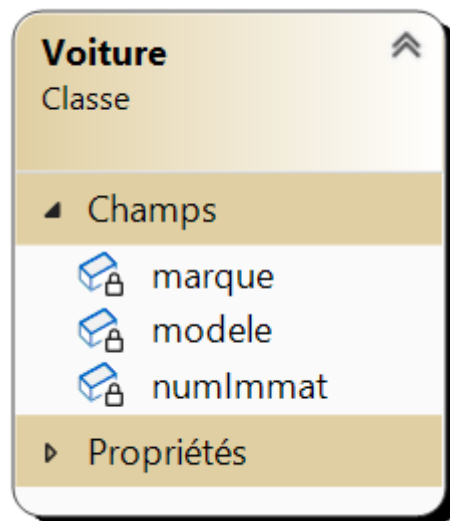 Voiture
Classe
Champs
marque
modele
numImmat
Propriétés